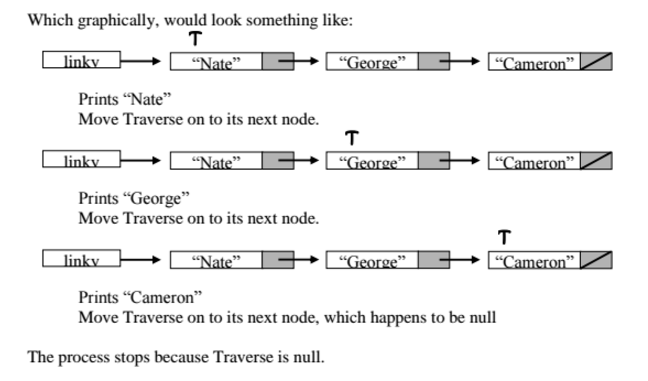 Which graphically, would look something like:
T
linky "Nate" "George" "Cameron"
Prints “Nate”
Move Traverse on to its next node.
T
linky "Nate" "George" "Cameron"
Prints “George”
Move Traverse on to its next node.
T
linky "Nate" "George" "Cameron"
Prints “Cameron”
Move Traverse on to its next node, which happens to be null
The process stops because Traverse is null.